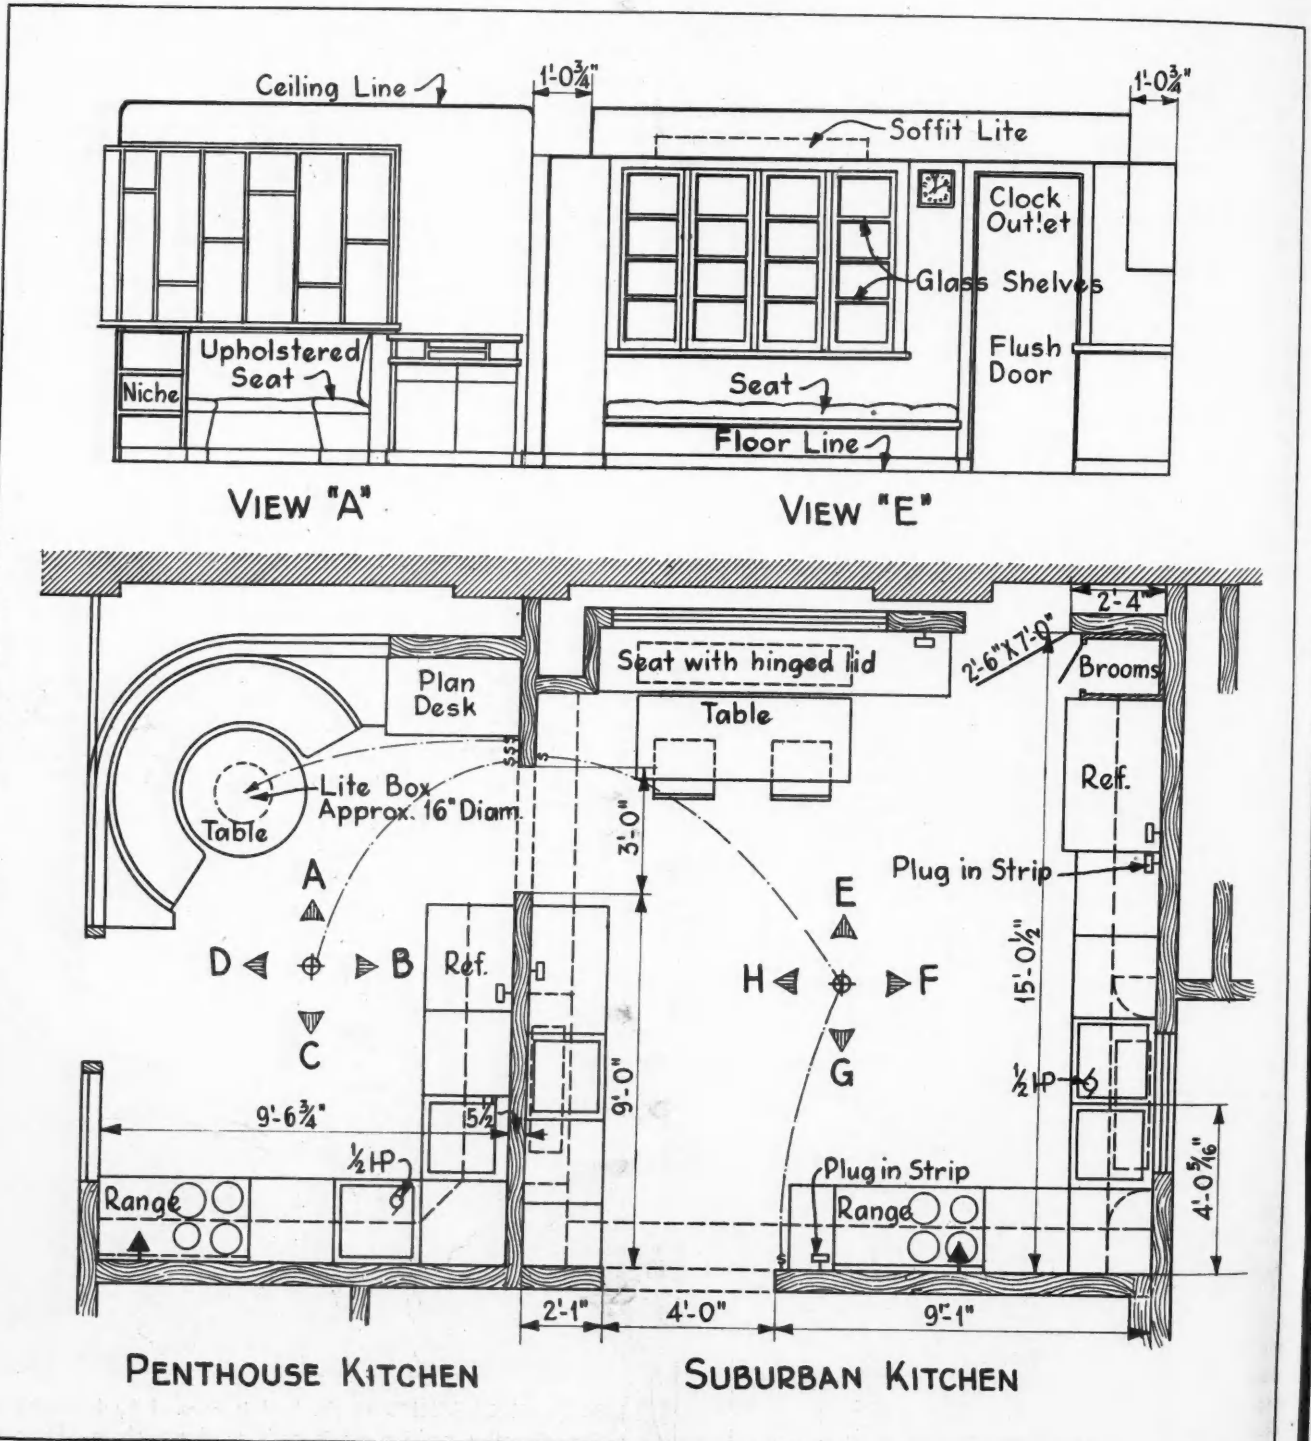 Ceiling Line
1'-0¾"
1'-0¾"
Soffit Lite
Clock
Outlet
Glass Shelves
Upholstered
Seat
Niche
Flush
Door
Seat
Floor Line
VIEW "A"
VIEW "E"
2'-4"
2'-6"X7'-0"
Seat with hinged lid
Brooms
Plan
Desk
Table
Ref.
Lite Box
Approx. 16" Diam.
Table
3'-0"
Plug in Strip
A
E
D
B
Ref.
H
F
15'-0½"
C
G
½HP
9'-0"
9'-6¾"
5½
½HP
Plug in Strip
4'-0 5/16"
Range
Range
S
S
S
S
S
2'-1"
4'-0"
9'-1"
PENTHOUSE KITCHEN
SUBURBAN KITCHEN